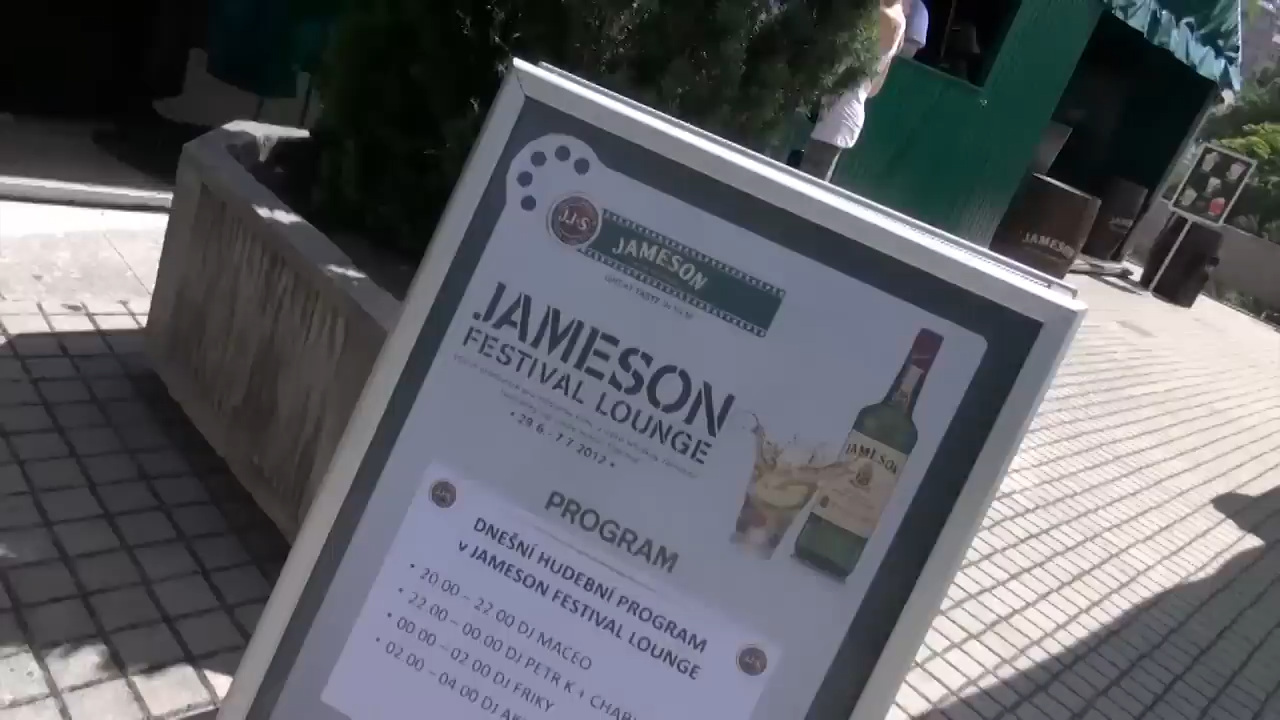 JJ&S
JAMESON
JAMESON
FESTIVAL LOUNGE
• 29.6. - 7.7.2012 •
PROGRAM
DNEŠNÍ HUDEBNÍ PROGRAM
v JAMESON FESTIVAL LOUNGE
• 20.00 – 22.00 DJ MACEO
• 22.00 – 00.00 DJ PETR K +
• 00.00 – 02.00 DJ FRIKY
• 02.00 – 04.00 DJ
JAMESON
JAMESON